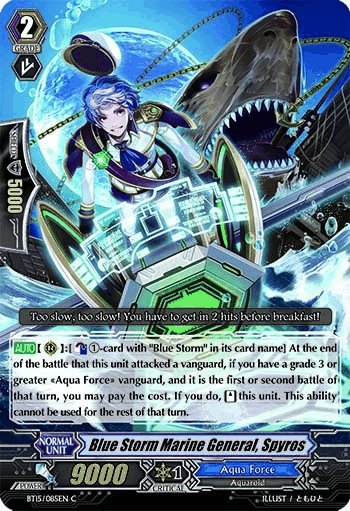 2
GRADE
SHIELD
5000
Too slow, too slow! You have to get in 2 hits before breakfast!
AUTO [ ]:[ ①-card with "Blue Storm" in its card name] At the end
of the battle that this unit attacked a vanguard, if you have a grade 3 or
greater «Aqua Force» vanguard, and it is the first or second battle of
that turn, you may pay the cost. If you do, [ ] this unit. This ability
cannot be used for the rest of that turn.
NORMAL
UNIT
Blue Storm Marine General, Spyros
POWER
9000
1
CRITICAL
Aqua Force
Aquaroid
BT15/085EN C
ILLUST / ともひと